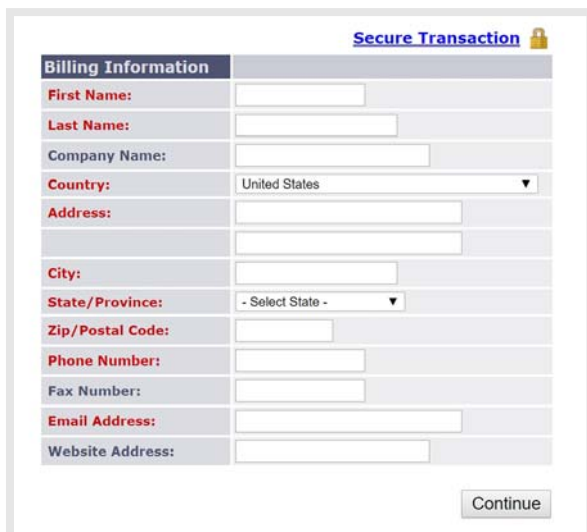 Secure Transaction
Billing Information
First Name:
Last Name:
Company Name:
Country: United States
Address:
City:
State/Province: - Select State -
Zip/Postal Code:
Phone Number:
Fax Number:
Email Address:
Website Address:
Continue